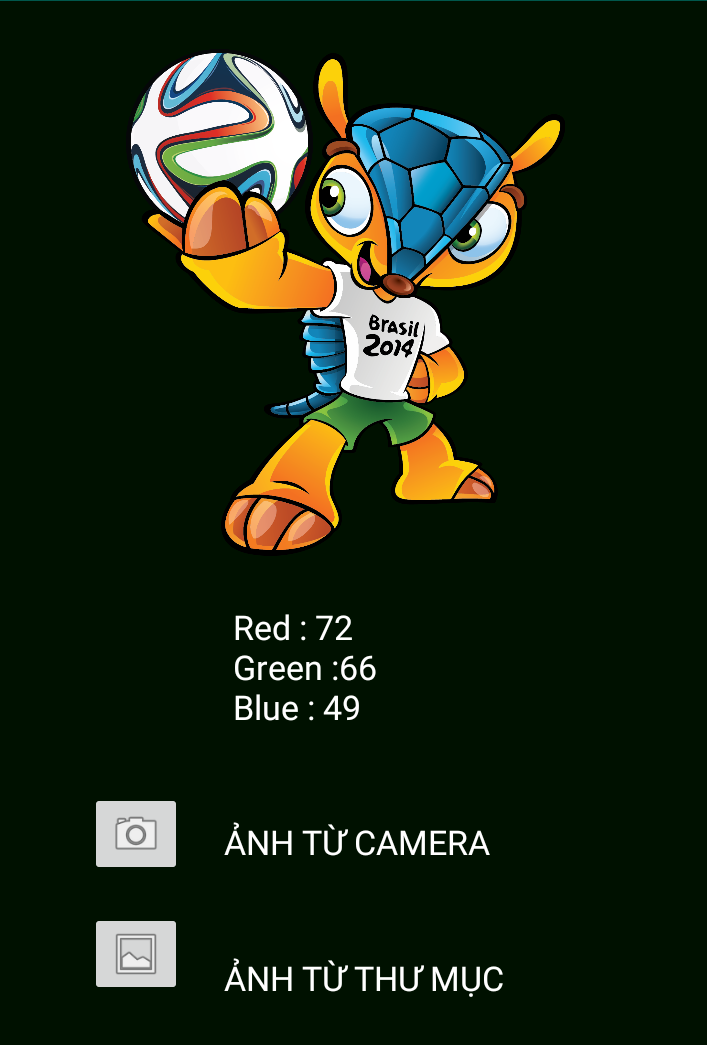 Brasil
2014
Red : 72
Green :66
Blue : 49
ẢNH TỪ CAMERA
ẢNH TỪ THƯ MỤC